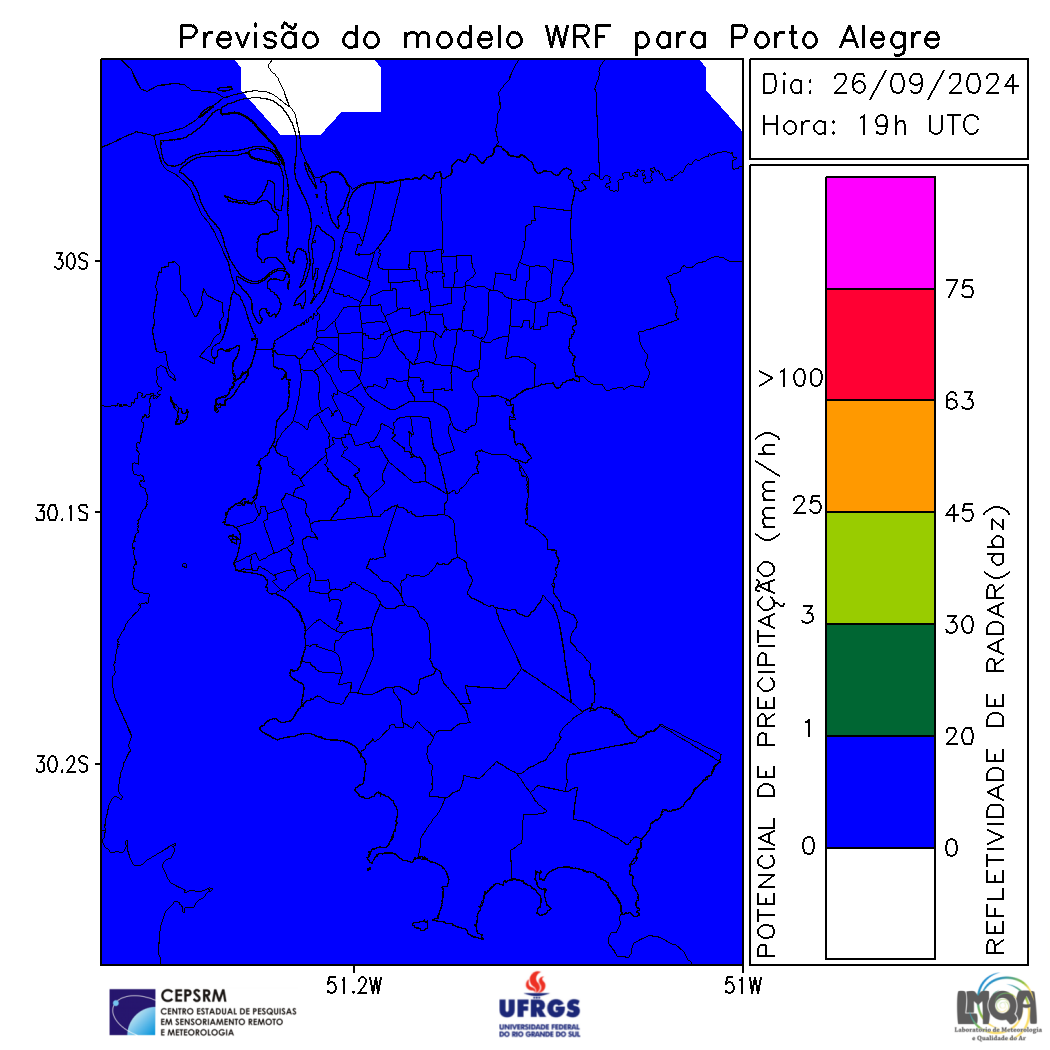 Previsão do modelo WRF para Porto Alegre
Dia: 26/09/2024
Hora: 19h UTC
30S
30.1S
30.2S
51.2W
51W
POTENCIAL DE PRECIPITAÇÃO (mm/h)
>100
25
3
1
0
75
63
45
30
20
0
REFLETIVIDADE DE RADAR(dbz)
CEPSRM
CENTRO ESTADUAL DE PESQUISAS
EM SENSORIAMENTO REMOTO
E METEOROLOGIA
UFRGS
UNIVERSIDADE FEDERAL
DO RIO GRANDE DO SUL
LMQA
Laboratório de Meteorologia
e Qualidade do Ar